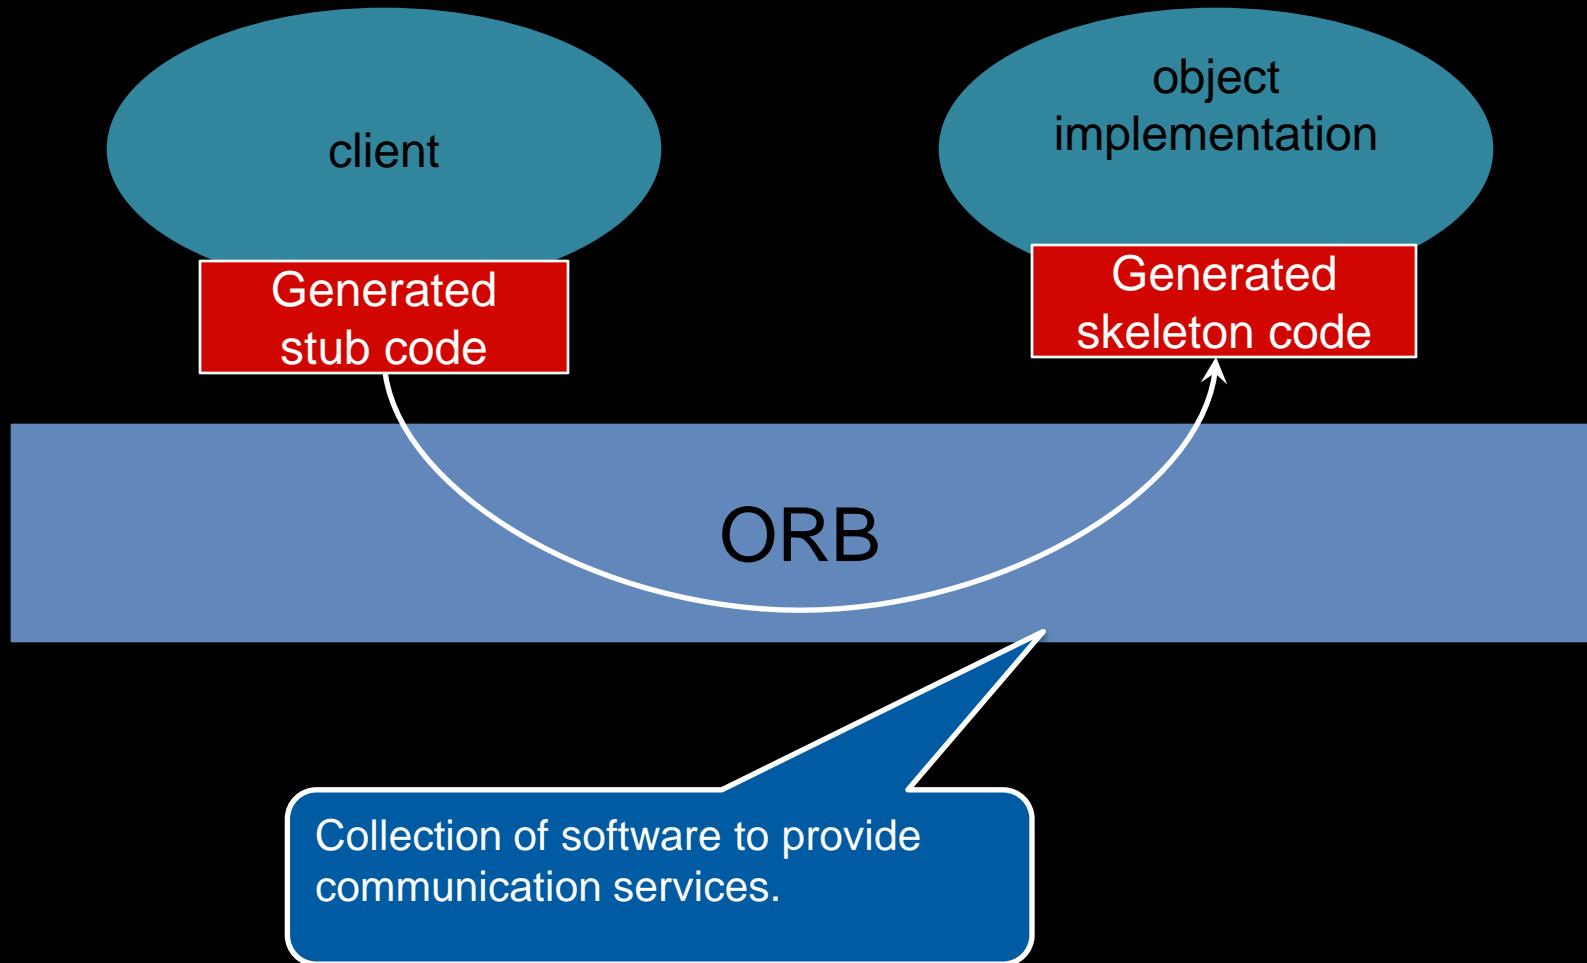 client
object
implementation
Generated
stub code
Generated
skeleton code
ORB
Collection of software to provide
communication services.